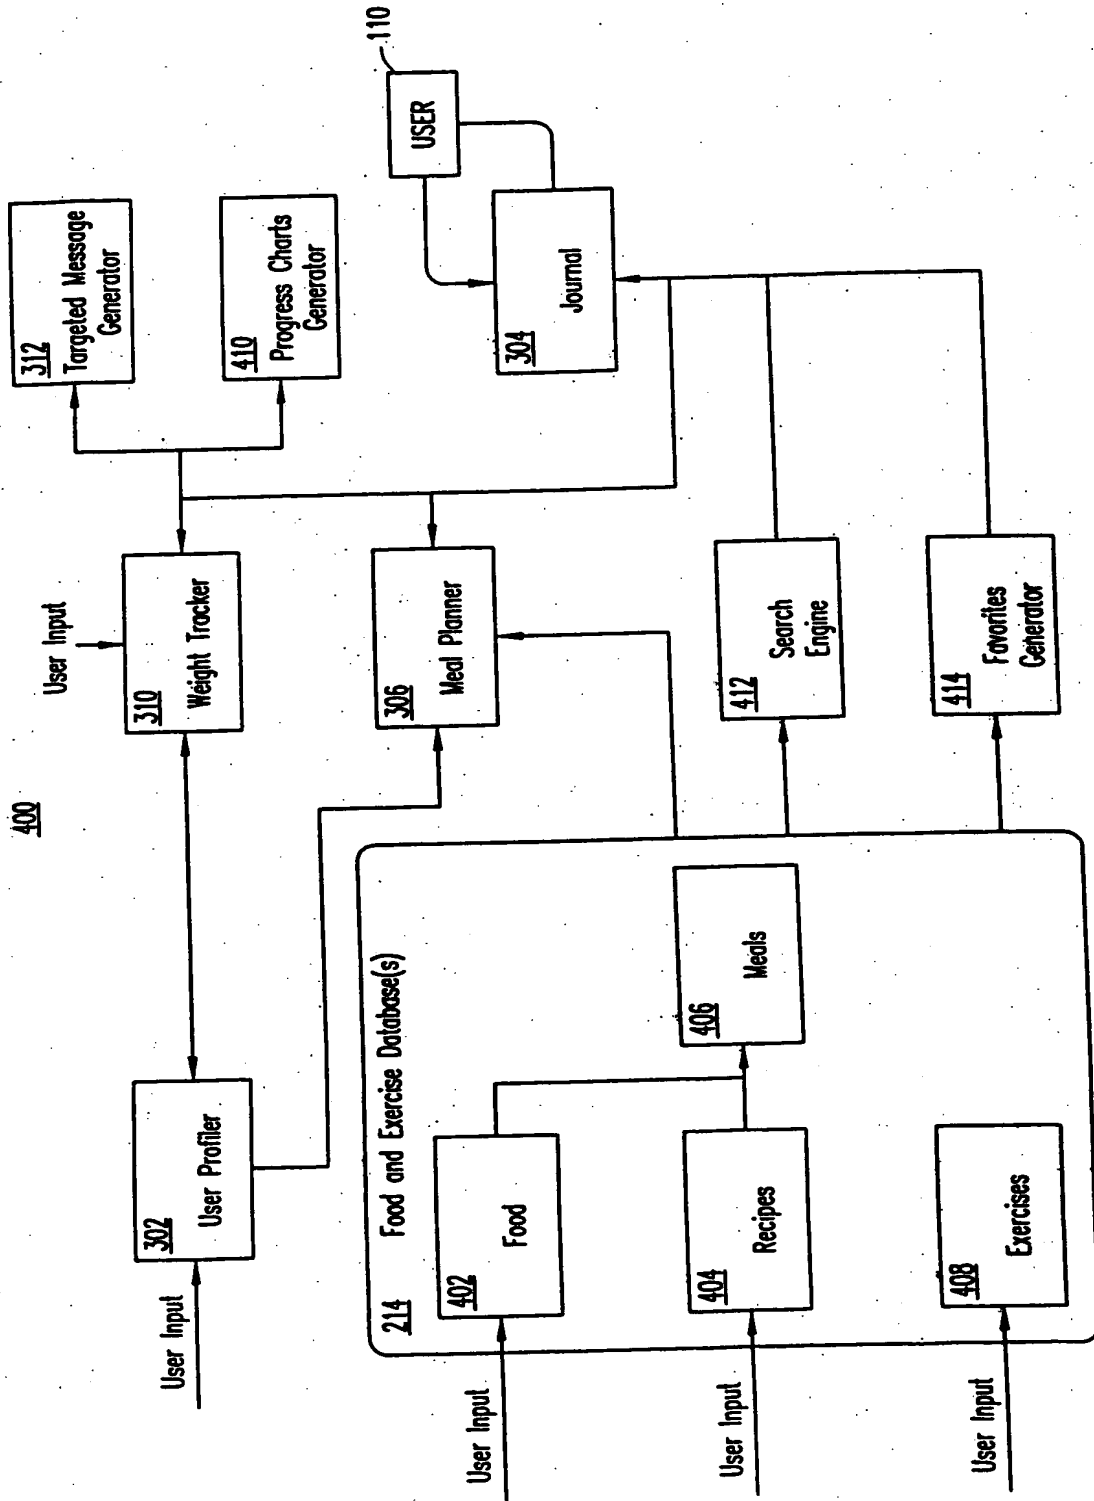 400
User Input
302
User Profiler
User Input
310
Weight Tracker
312
Targeted Message
Generator
410
Progress Charts
Generator
306
Meal Planner
USER
110
304
Journal
214
Food and Exercise Database(s)
User Input
402
Food
User Input
404
Recipes
406
Meals
User Input
408
Exercises
412
Search
Engine
414
Favorites
Generator